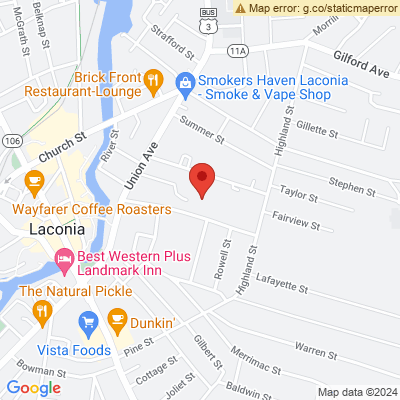 Map error: g.co/staticmaperror
McGrath St
Belknap St
Strafford St
BUS
3
11A
Morrill
Gilford Ave
Brick Front
Restaurant-Lounge
Smokers Haven Laconia
- Smoke & Vape Shop
Gillette St
Highland St
Summer St
106
Church St
River St
Union Ave
Stephen St
Taylor St
Wayfarer Coffee Roasters
Fairview St
Laconia
Best Western Plus
Landmark Inn
Rowell St
Highland St
Lafayette St
The Natural Pickle
Dunkin'
Vista Foods
Pine St
Warren St
Gilbert St
Merrimac St
Bowman St
Cottage St
Joliet St
Baldwin St
Google
Map data ©2024